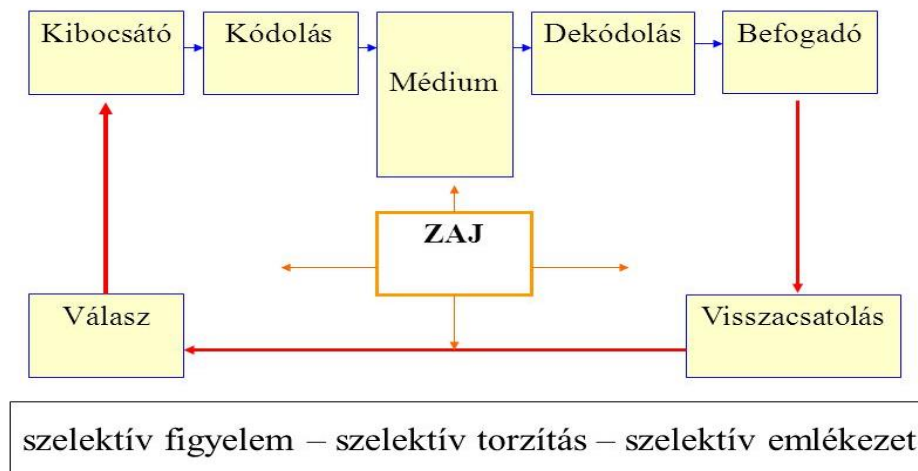 Kibocsátó
Kódolás
Médium
Dekódolás
Befogadó
ZAJ
Válasz
Visszacsatolás
szelektív figyelem – szelektív torzítás – szelektív emlékezet